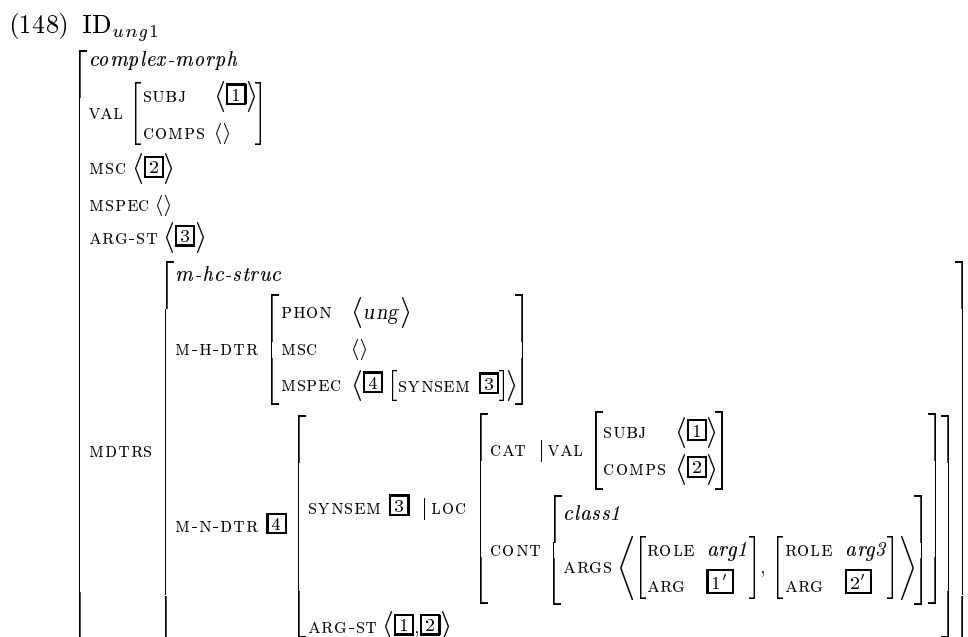 (148) ID_ung1
complex-morph
VAL SUBJ ⟨1⟩
COMPS ⟨⟩
MSC ⟨2⟩
MSPEC ⟨⟩
ARG-ST ⟨3⟩
m-hc-struc
M-H-DTR PHON ⟨ung⟩
MSC ⟨⟩
MSPEC ⟨4 [SYNSEM 3]⟩
MDTRS
M-N-DTR 4 SYNSEM 3 | LOC CAT | VAL SUBJ ⟨1⟩
COMPS ⟨2⟩
CONT class1
ARGS ⟨[ROLE arg1, ARG 1′], [ROLE arg3, ARG 2′]⟩
ARG-ST ⟨1,2⟩